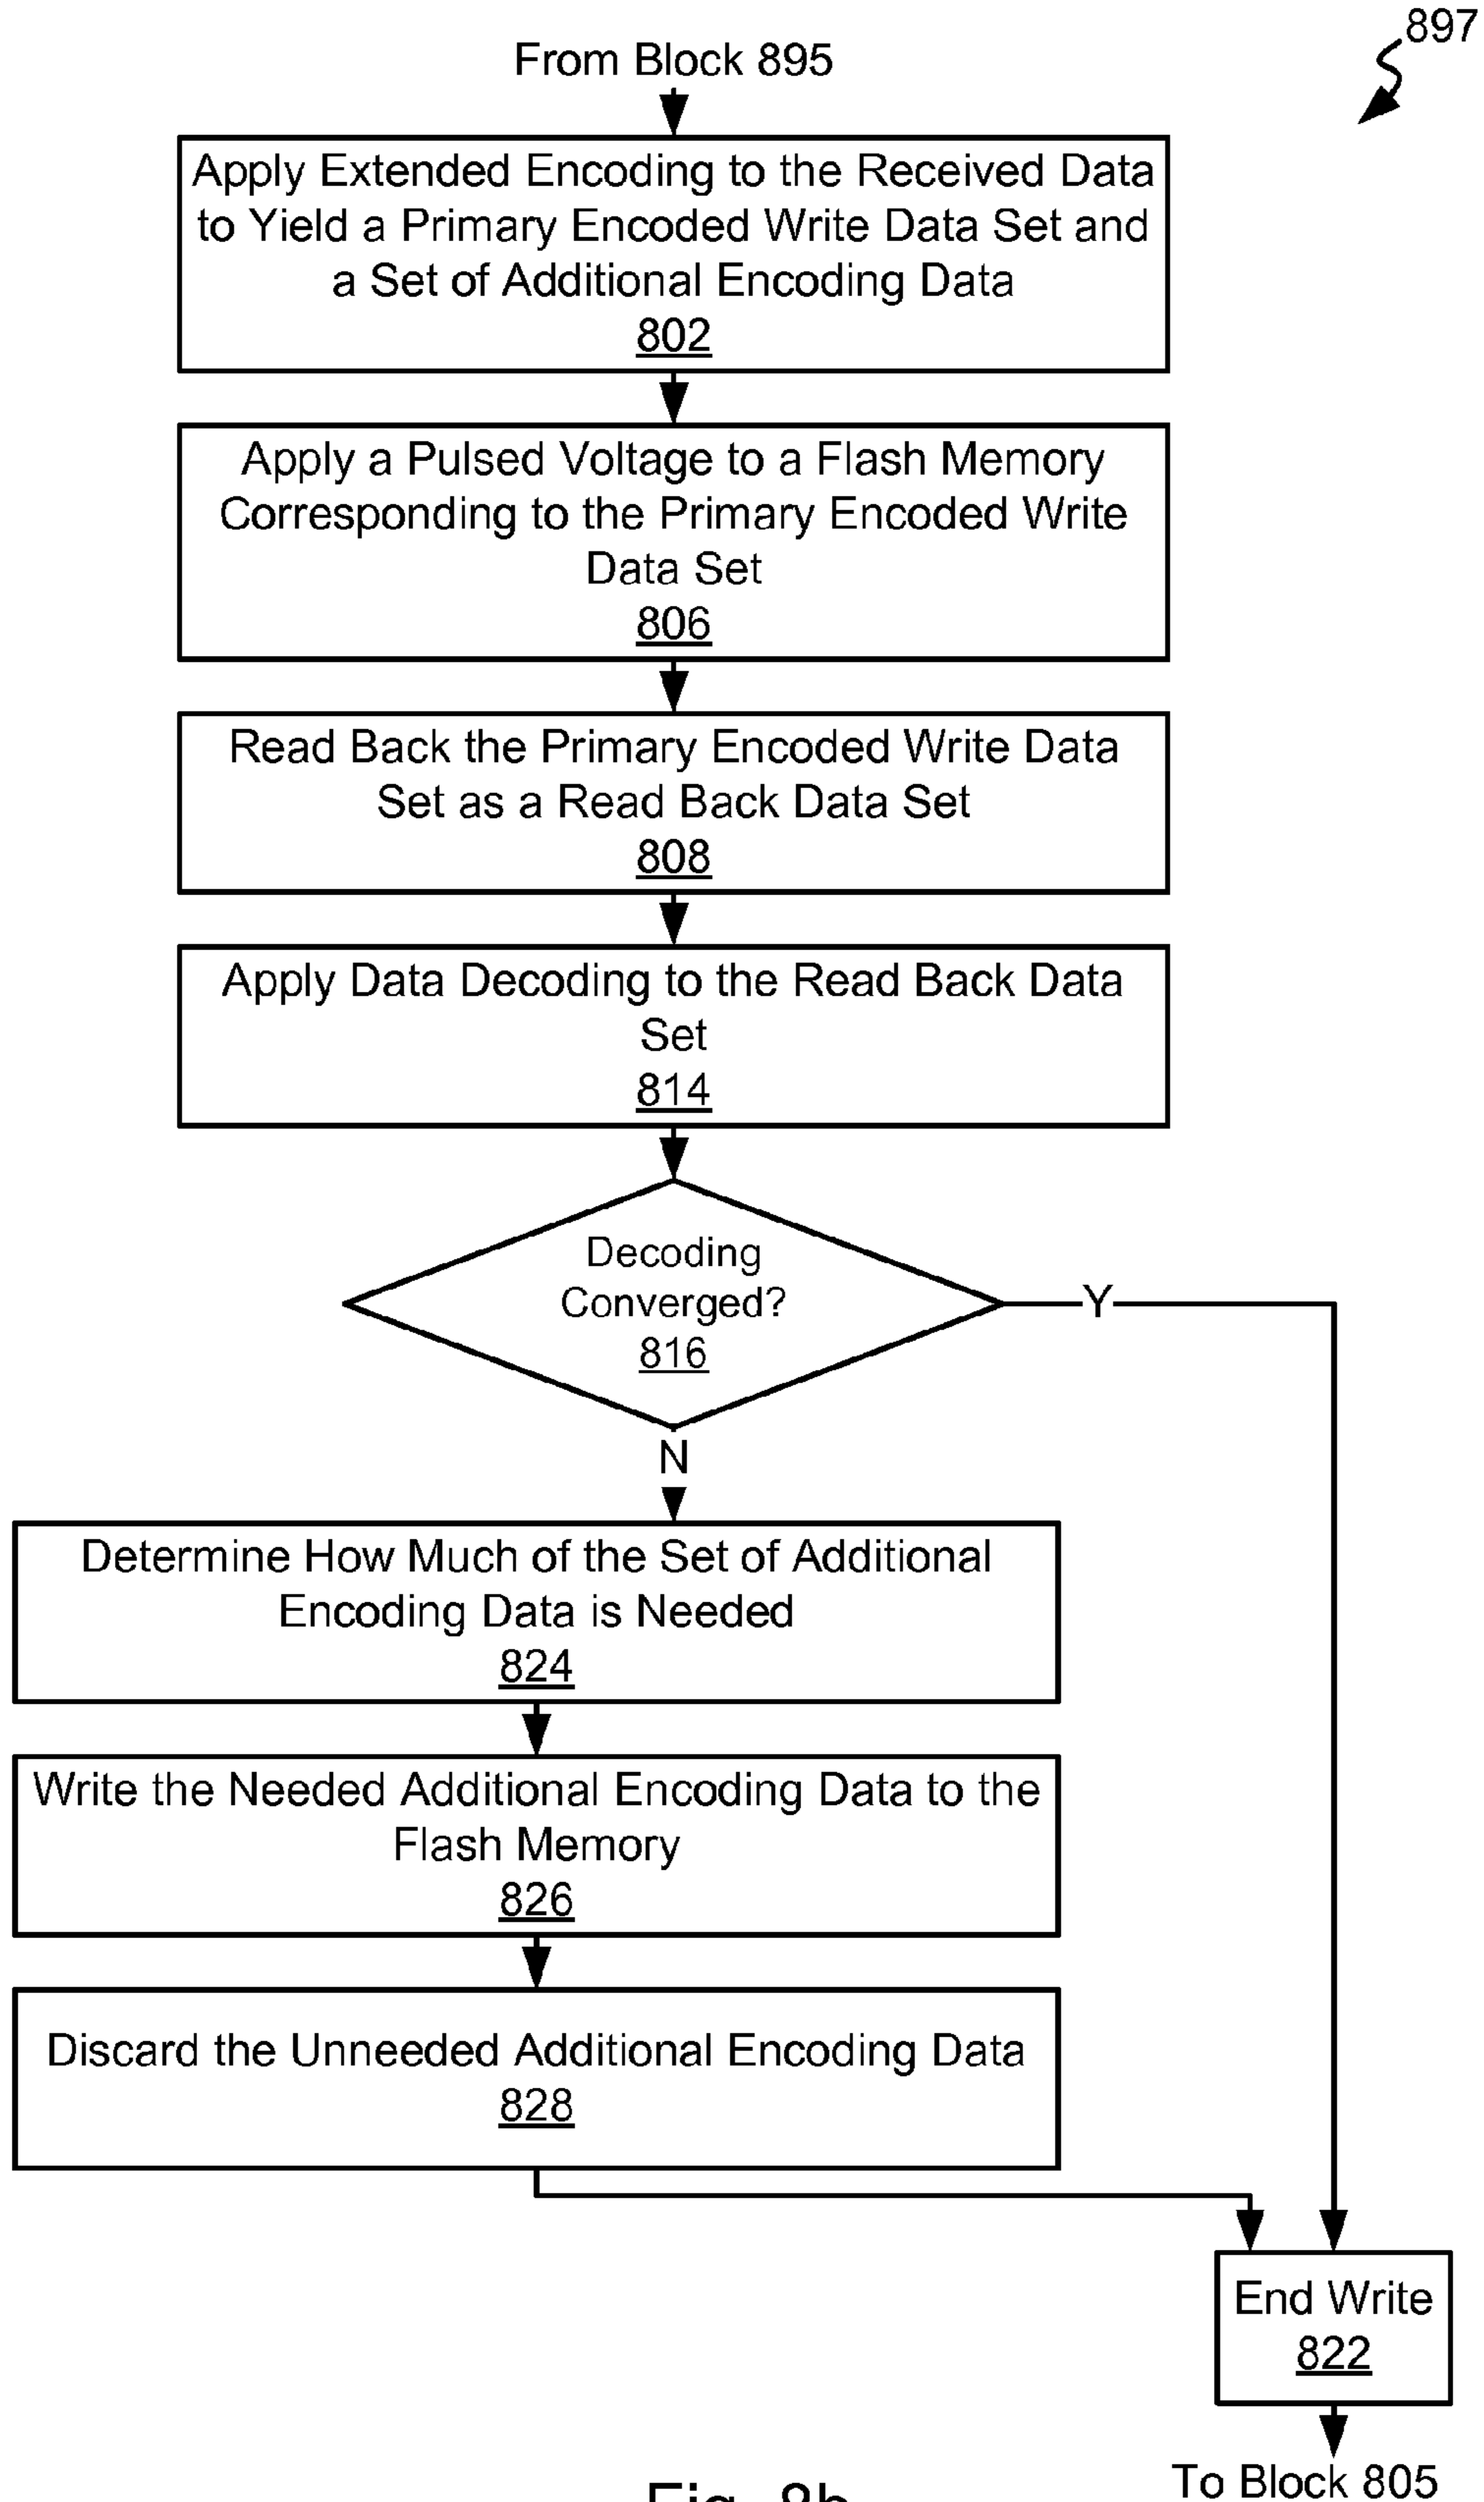 897
From Block 895
Apply Extended Encoding to the Received Data
to Yield a Primary Encoded Write Data Set and
a Set of Additional Encoding Data
802
Apply a Pulsed Voltage to a Flash Memory
Corresponding to the Primary Encoded Write
Data Set
806
Read Back the Primary Encoded Write Data
Set as a Read Back Data Set
808
Apply Data Decoding to the Read Back Data
Set
814
Decoding
Converged?
816
Y
N
Determine How Much of the Set of Additional
Encoding Data is Needed
824
Write the Needed Additional Encoding Data to the
Flash Memory
826
Discard the Unneeded Additional Encoding Data
828
End Write
822
To Block 805
Fig. 8b